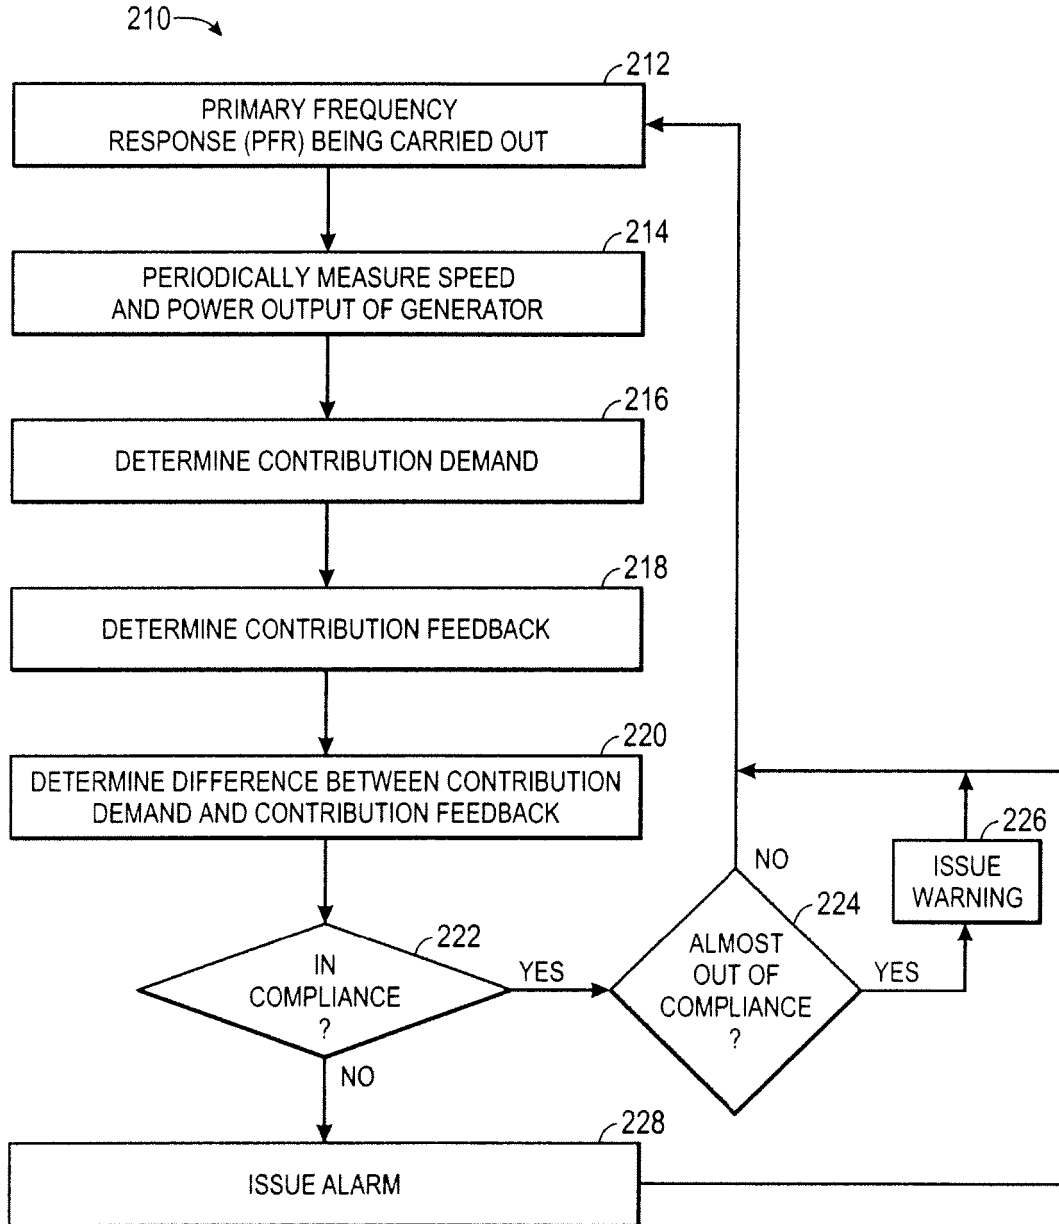 210
212
PRIMARY FREQUENCY
RESPONSE (PFR) BEING CARRIED OUT
214
PERIODICALLY MEASURE SPEED
AND POWER OUTPUT OF GENERATOR
216
DETERMINE CONTRIBUTION DEMAND
218
DETERMINE CONTRIBUTION FEEDBACK
220
DETERMINE DIFFERENCE BETWEEN CONTRIBUTION
DEMAND AND CONTRIBUTION FEEDBACK
222
IN
COMPLIANCE
?
YES
NO
224
ALMOST
OUT OF
COMPLIANCE
?
NO
YES
226
ISSUE
WARNING
228
ISSUE ALARM